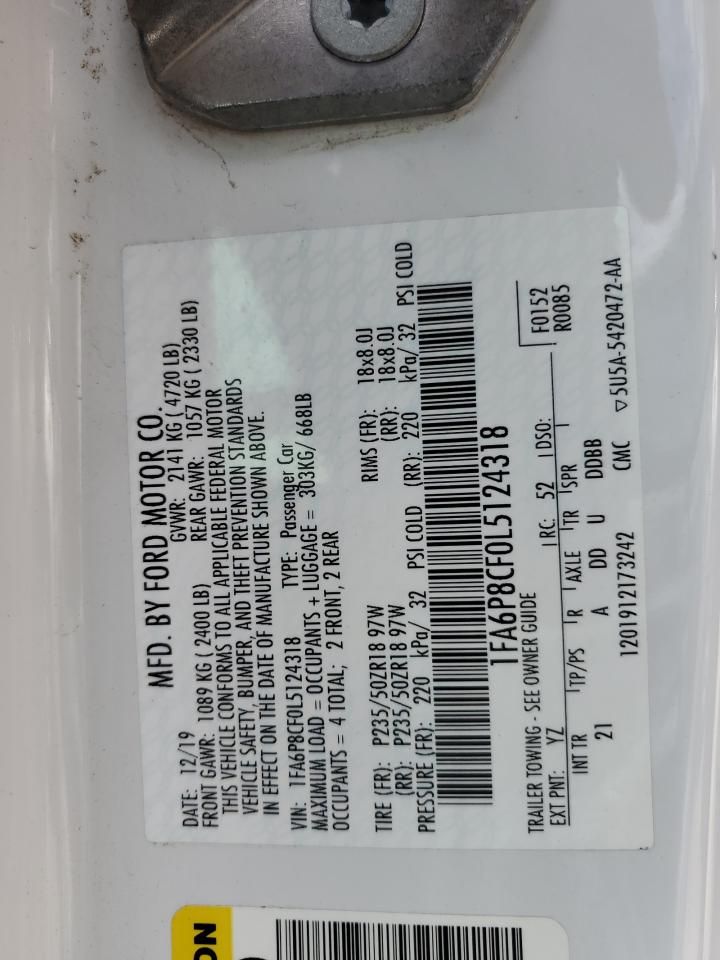 MFD. BY FORD MOTOR CO.
DATE: 12/19 GVWR: 2141 KG ( 4720 LB)
FRONT GAWR: 1089 KG ( 2400 LB) REAR GAWR: 1057 KG ( 2330 LB)
THIS VEHICLE CONFORMS TO ALL APPLICABLE FEDERAL MOTOR
VEHICLE SAFETY, BUMPER, AND THEFT PREVENTION STANDARDS
IN EFFECT ON THE DATE OF MANUFACTURE SHOWN ABOVE.
VIN: 1FA6P8CF0L5124318 TYPE: Passenger Car
MAXIMUM LOAD = OCCUPANTS + LUGGAGE = 303KG/ 668LB
OCCUPANTS = 4 TOTAL; 2 FRONT, 2 REAR
TIRE (FR): P235/50ZR18 97W RIMS (FR): 18x8.0J
(RR): P235/50ZR18 97W (RR): 18x8.0J
PRESSURE (FR): 220 kPa/ 32 PSI COLD (RR): 220 kPa/ 32 PSI COLD
1FA6P8CF0L5124318
TRAILER TOWING - SEE OWNER GUIDE
F0152
EXT PNT: YZ RC: 52 DSO: R0085
INT TR TP/PS R AXLE TR SPR
21 A DD U DDBB
1201912173242 CMC ▽5U5A-5420472-AA
ON